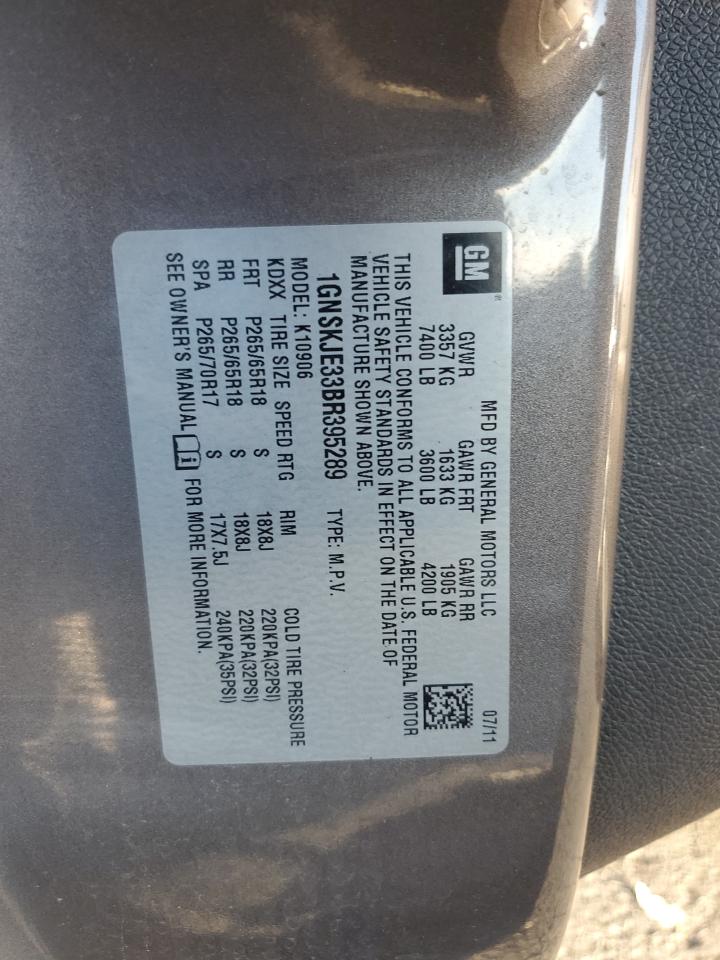 GM
MFD BY GENERAL MOTORS LLC 07/11
GVWR GAWR FRT GAWR RR
3357 KG 1633 KG 1905 KG
7400 LB 3600 LB 4200 LB
THIS VEHICLE CONFORMS TO ALL APPLICABLE U.S. FEDERAL MOTOR
VEHICLE SAFETY STANDARDS IN EFFECT ON THE DATE OF
MANUFACTURE SHOWN ABOVE.
1GNSKJE33BR395289 TYPE: M.P.V.
MODEL: K10906
KDXX TIRE SIZE SPEED RTG RIM COLD TIRE PRESSURE
FRT P265/65R18 S 18X8J 220KPA(32PSI)
RR P265/65R18 S 18X8J 220KPA(32PSI)
SPA P265/70R17 S 17X7.5J 240KPA(35PSI)
SEE OWNER'S MANUAL i FOR MORE INFORMATION.